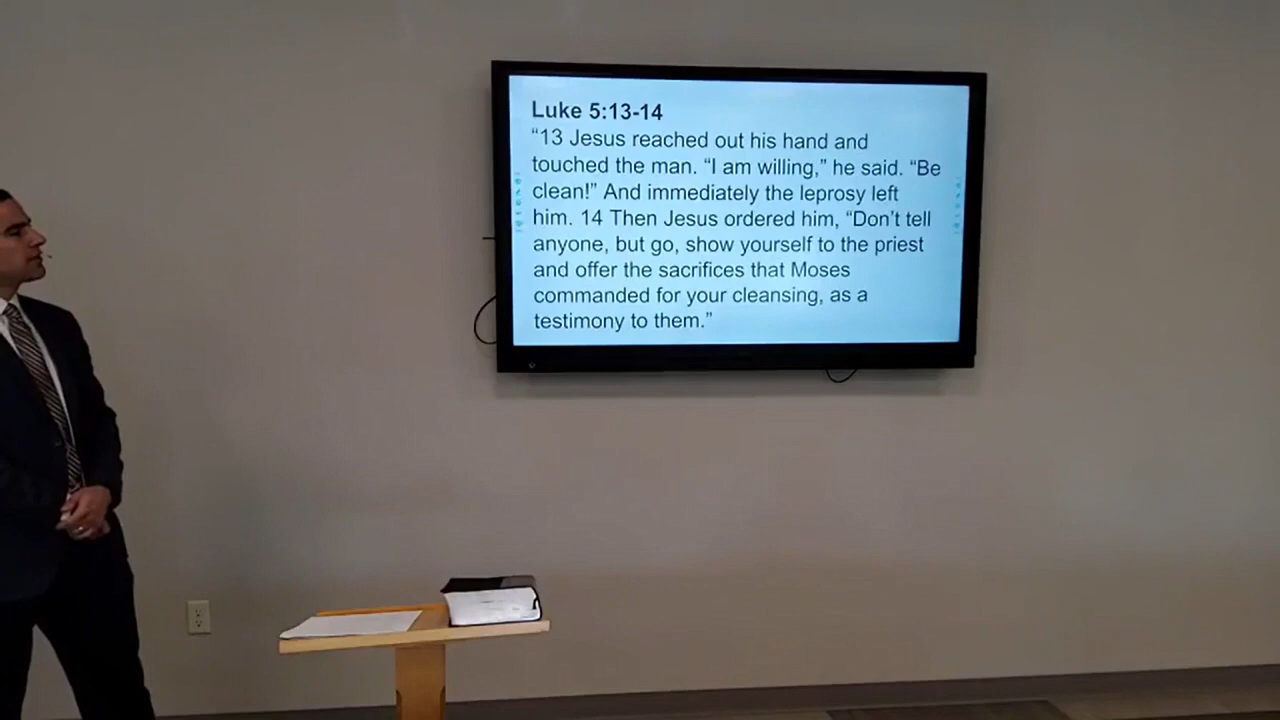 Luke 5:13-14
“13 Jesus reached out his hand and
touched the man. “I am willing,” he said. “Be
clean!” And immediately the leprosy left
him. 14 Then Jesus ordered him, “Don’t tell
anyone, but go, show yourself to the priest
and offer the sacrifices that Moses
commanded for your cleansing, as a
testimony to them.”